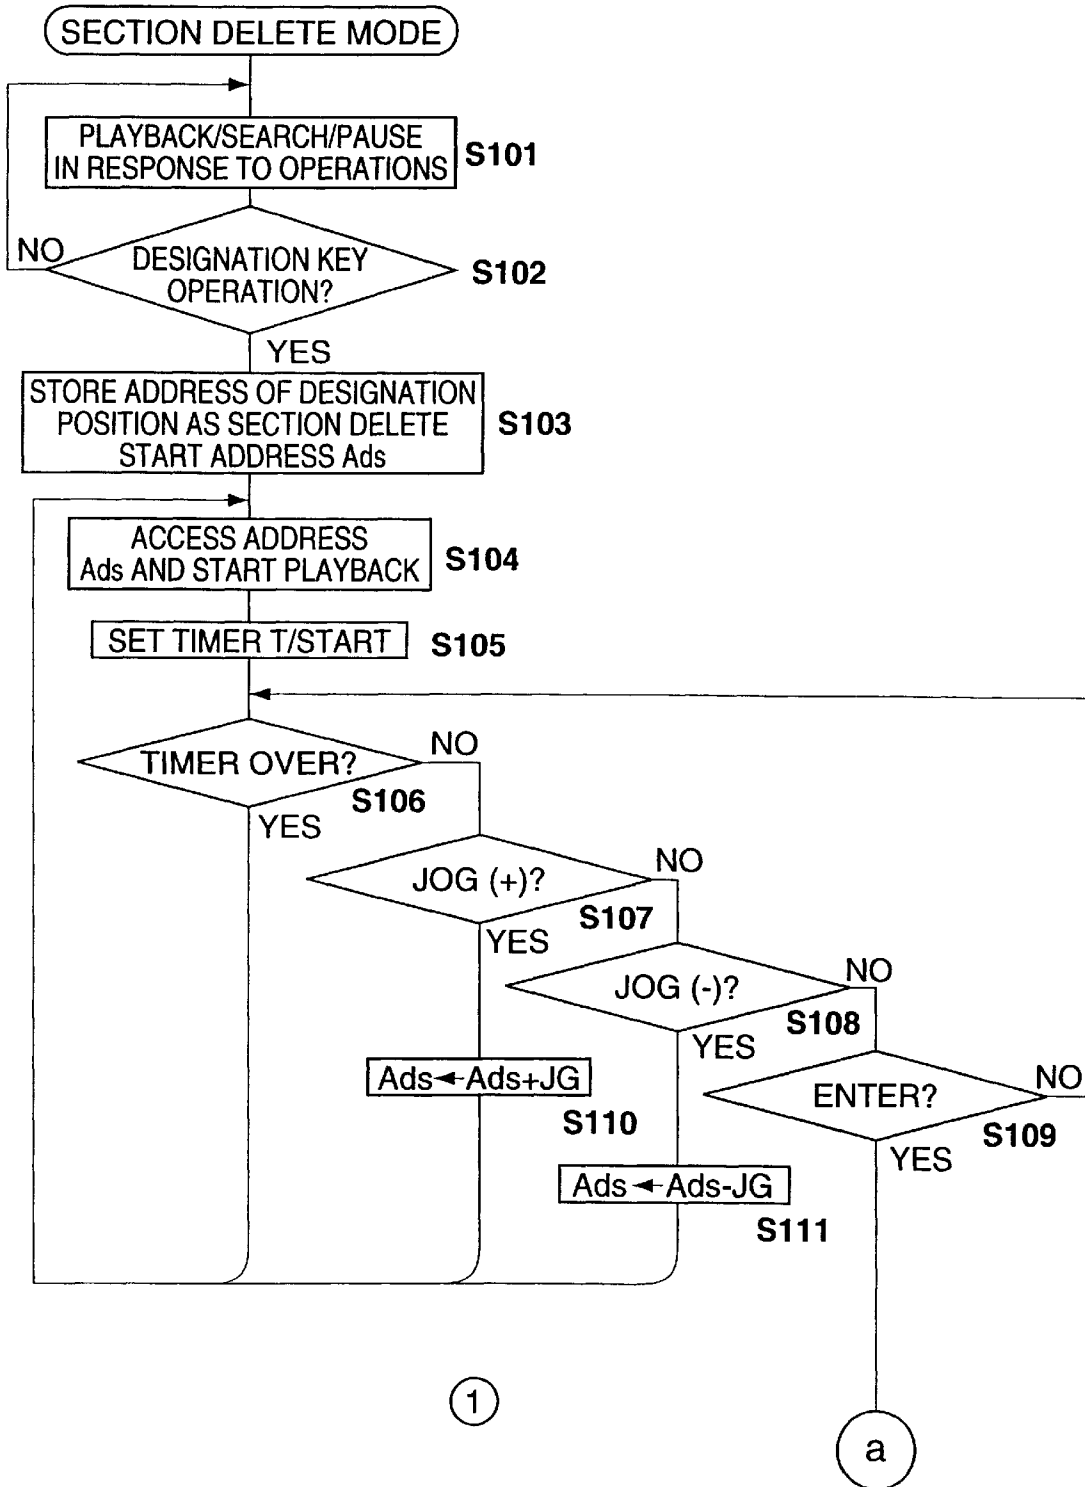 SECTION DELETE MODE
PLAYBACK/SEARCH/PAUSE
IN RESPONSE TO OPERATIONS
S101
NO
DESIGNATION KEY
OPERATION?
S102
YES
STORE ADDRESS OF DESIGNATION
POSITION AS SECTION DELETE
START ADDRESS Ads
S103
ACCESS ADDRESS
Ads AND START PLAYBACK
S104
SET TIMER T/START
S105
TIMER OVER?
NO
S106
YES
JOG (+)?
NO
S107
YES
JOG (-)?
NO
S108
YES
Ads←Ads+JG
S110
ENTER?
NO
S109
YES
Ads←Ads-JG
S111
1
a